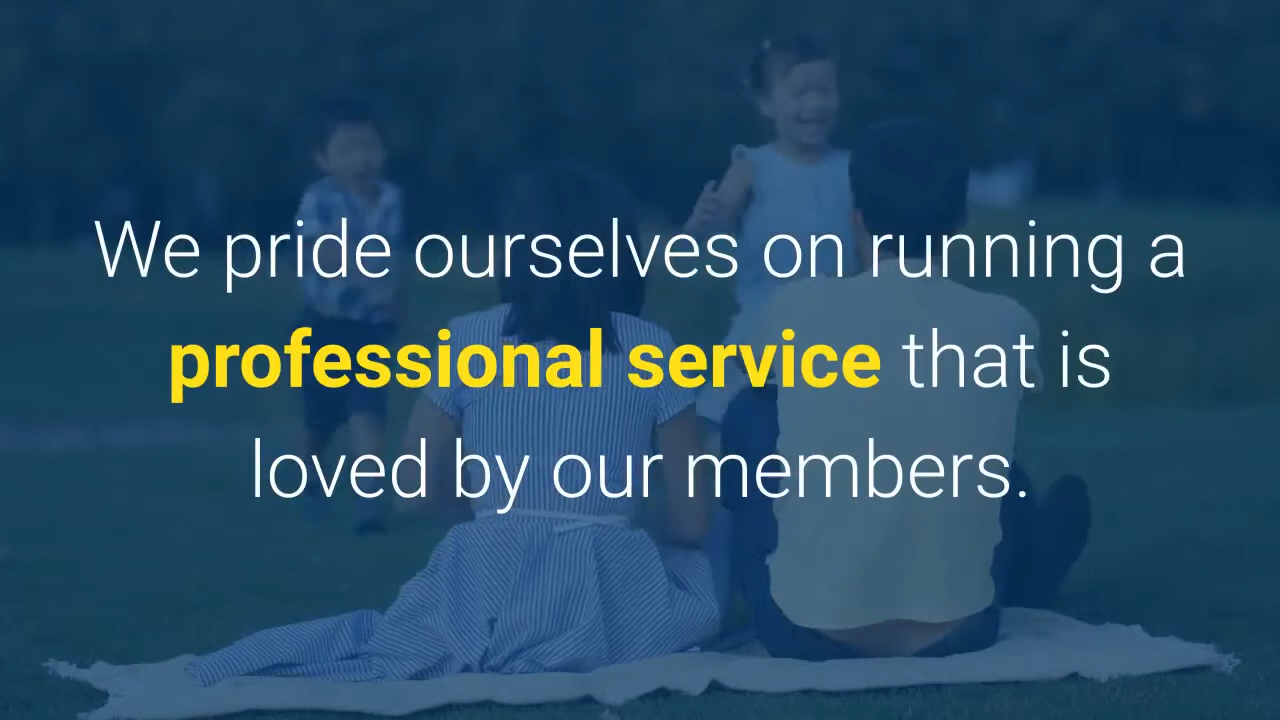 We pride ourselves on running a
professional service that is
loved by our members.